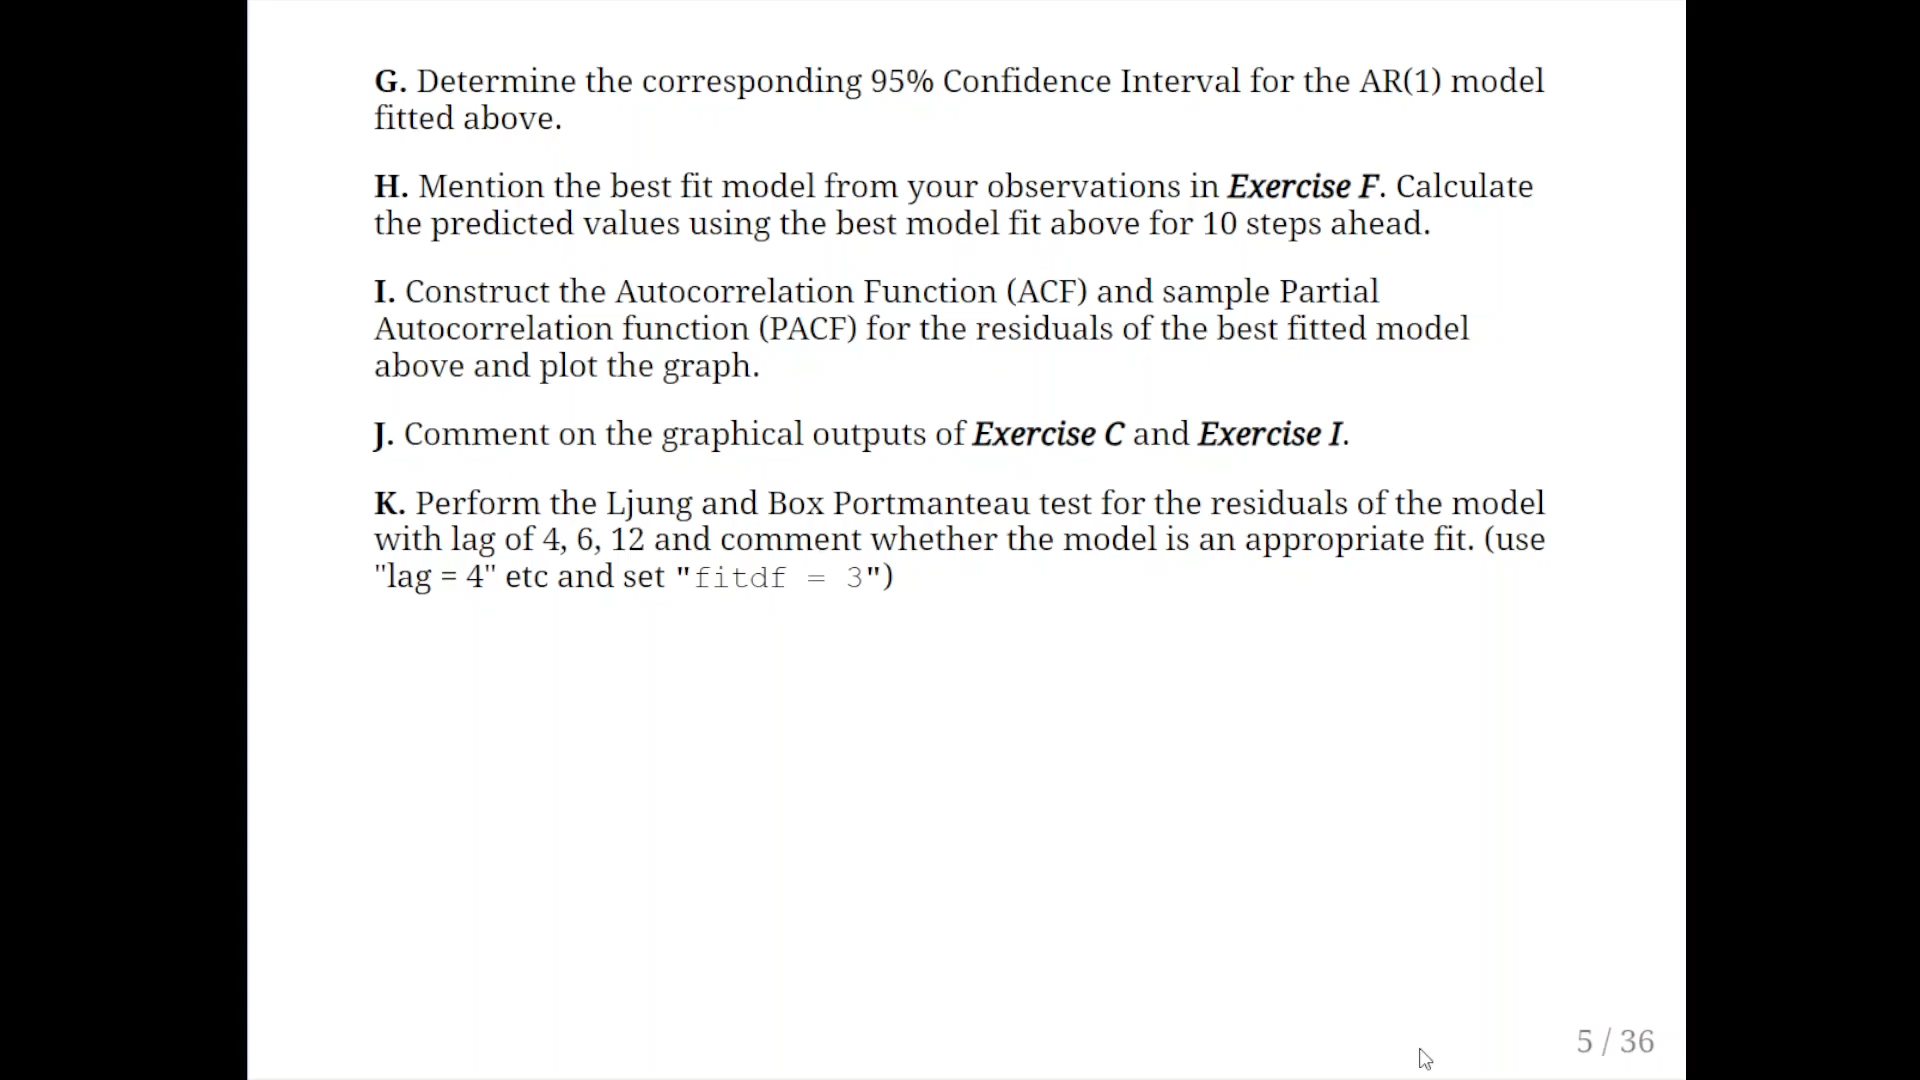 G. Determine the corresponding 95% Confidence Interval for the AR(1) model
fitted above.
H. Mention the best fit model from your observations in Exercise F. Calculate
the predicted values using the best model fit above for 10 steps ahead.
I. Construct the Autocorrelation Function (ACF) and sample Partial
Autocorrelation function (PACF) for the residuals of the best fitted model
above and plot the graph.
J. Comment on the graphical outputs of Exercise C and Exercise I.
K. Perform the Ljung and Box Portmanteau test for the residuals of the model
with lag of 4, 6, 12 and comment whether the model is an appropriate fit. (use
"lag = 4" etc and set "fitdf = 3")
5 / 36